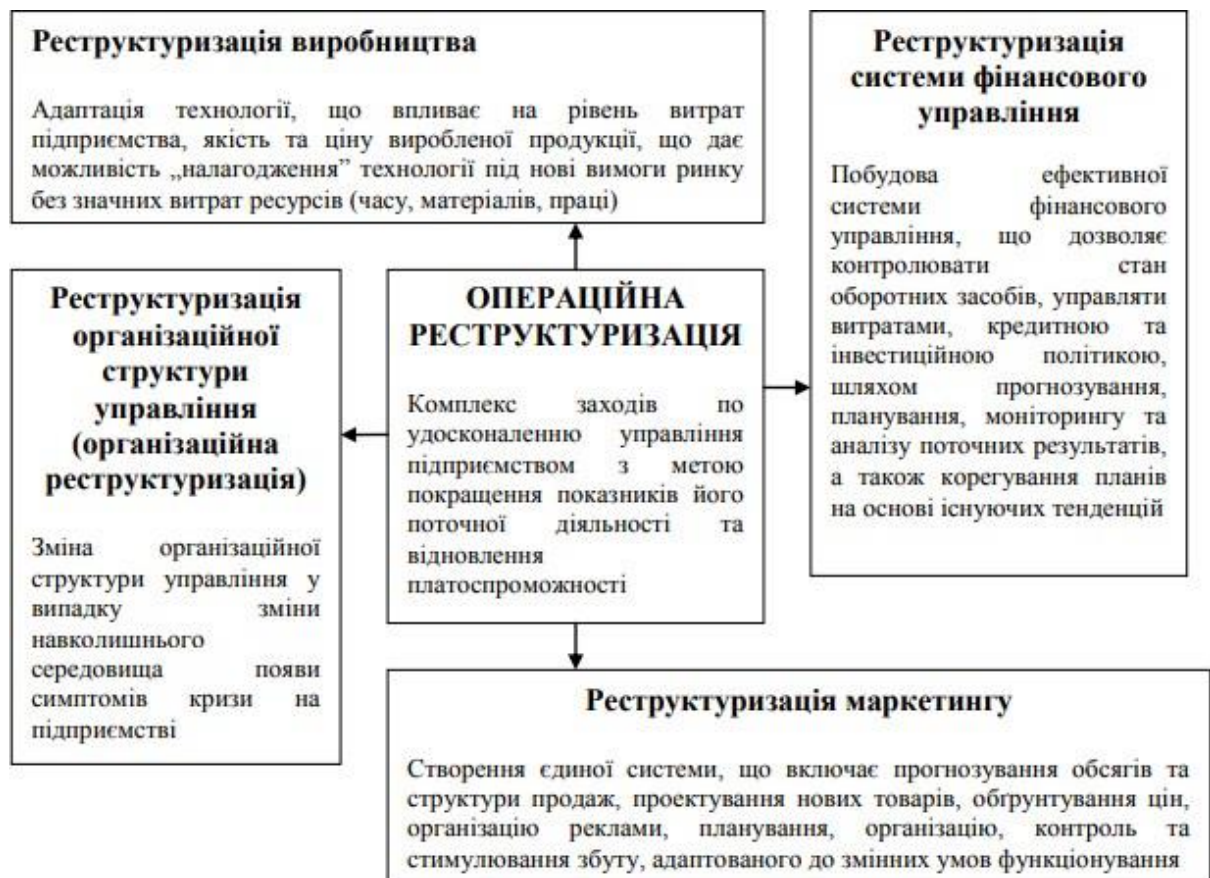 Реструктуризація виробництва
Адаптація технології, що впливає на рівень витрат
підприємства, якість та ціну виробленої продукції, що дає
можливість „налагодження” технології під нові вимоги ринку
без значних витрат ресурсів (часу, матеріалів, праці)
Реструктуризація
системи фінансового
управління
Побудова ефективної
системи фінансового
управління, що дозволяє
контролювати стан
оборотних засобів, управляти
витратами, кредитною та
інвестиційною політикою,
шляхом прогнозування,
планування, моніторингу та
аналізу поточних результатів,
а також корегування планів
на основі існуючих тенденцій
Реструктуризація
організаційної
структури
управління
(організаційна
реструктуризація)
Зміна організаційної
структури управління у
випадку зміни
навколишнього
середовища появи
симптомів кризи на
підприємстві
ОПЕРАЦІЙНА
РЕСТРУКТУРИЗАЦІЯ
Комплекс заходів по
удосконаленню управління
підприємством з метою
покращення показників його
поточної діяльності та
відновлення
платоспроможності
Реструктуризація маркетингу
Створення єдиної системи, що включає прогнозування обсягів та
структури продаж, проектування нових товарів, обґрунтування цін,
організацію реклами, планування, організацію, контроль та
стимулювання збуту, адаптованого до змінних умов функціонування